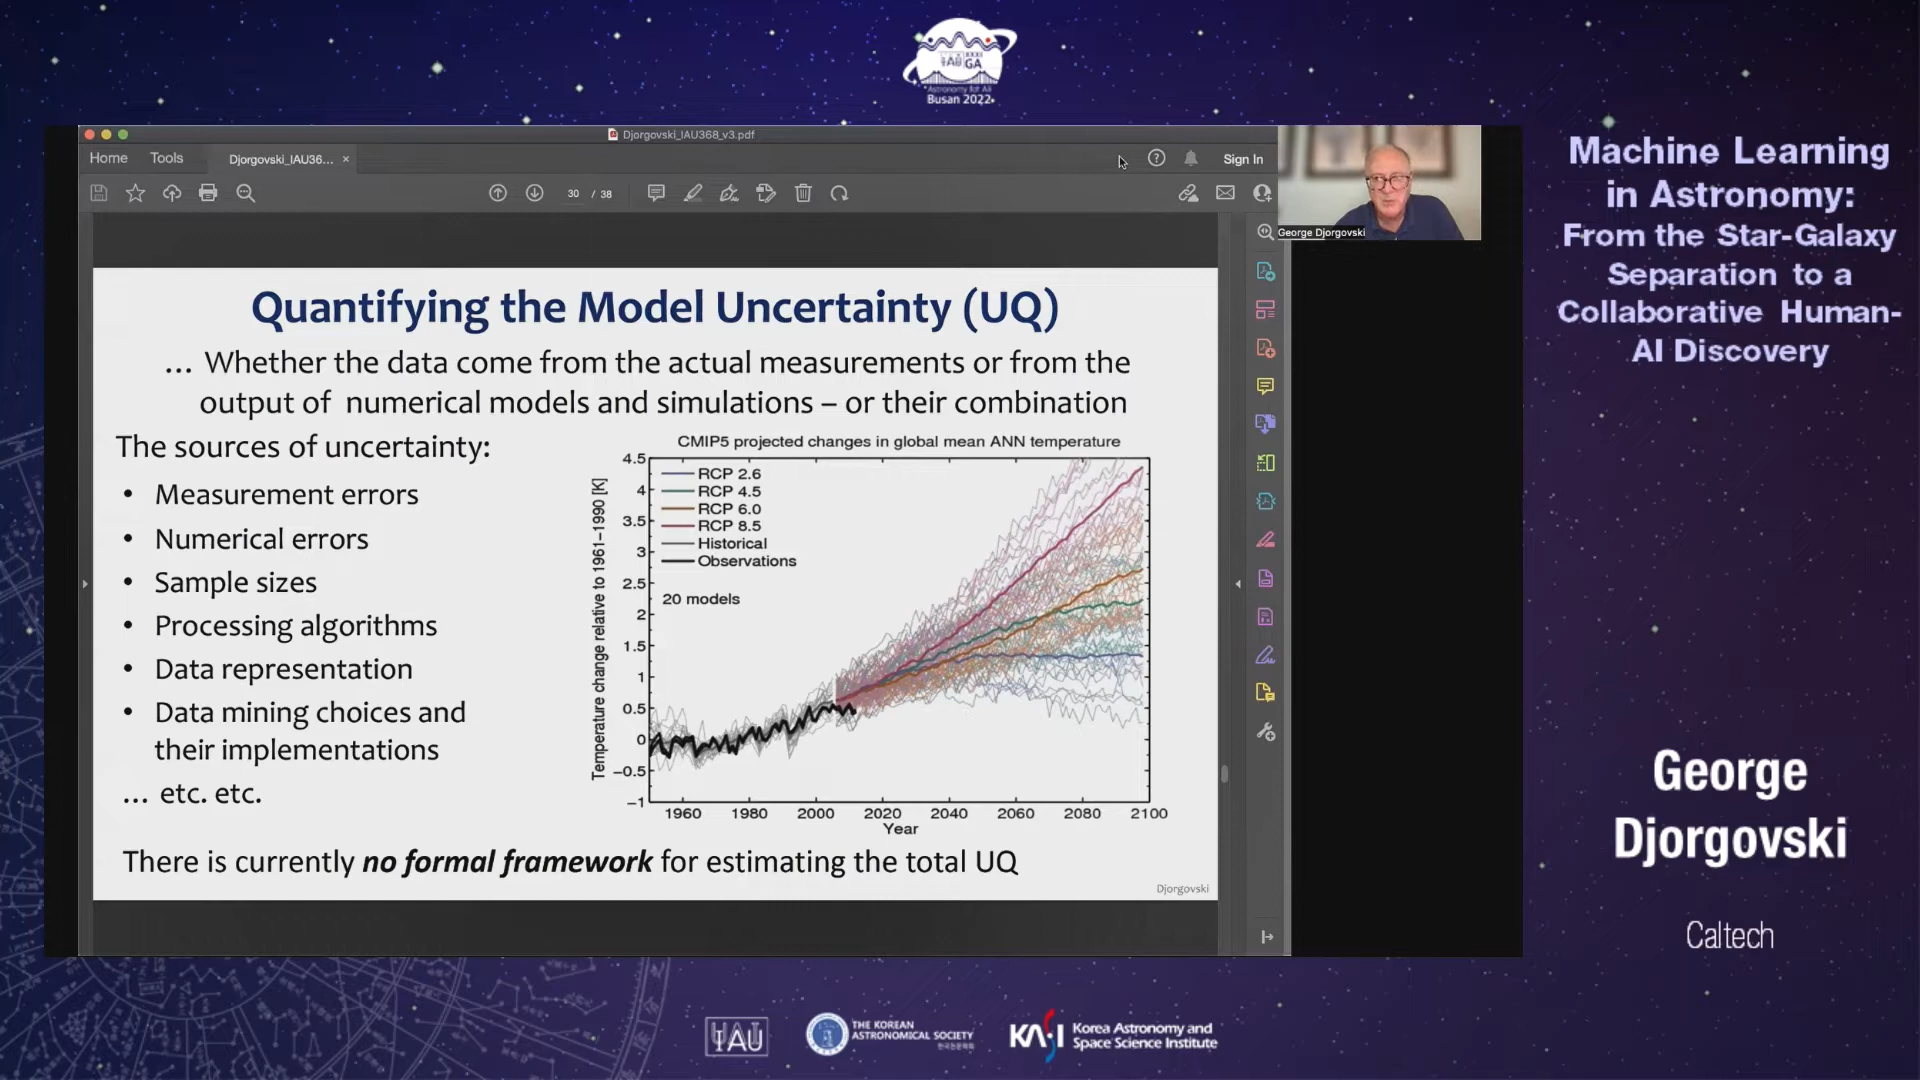 IAU GA
Astronomy for All
Busan 2022
Djorgovski_IAU368_v3.pdf
Home
Tools
Djorgovski_IAU36...
Sign In
30 / 38
George Djorgovski
Quantifying the Model Uncertainty (UQ)
... Whether the data come from the actual measurements or from the
output of numerical models and simulations – or their combination
The sources of uncertainty:
• Measurement errors
• Numerical errors
• Sample sizes
• Processing algorithms
• Data representation
• Data mining choices and
their implementations
... etc. etc.
CMIP5 projected changes in global mean ANN temperature
Temperature change relative to 1961–1990 [K]
4.5
4
3.5
3
2.5
2
1.5
1
0.5
0
−0.5
−1
RCP 2.6
RCP 4.5
RCP 6.0
RCP 8.5
Historical
Observations
20 models
1960 1980 2000 2020 2040 2060 2080 2100
Year
There is currently no formal framework for estimating the total UQ
Djorgovski
Machine Learning
in Astronomy:
From the Star-Galaxy
Separation to a
Collaborative Human-
AI Discovery
George
Djorgovski
Caltech
IAU
THE KOREAN
ASTRONOMICAL SOCIETY
KASI
Korea Astronomy and
Space Science Institute